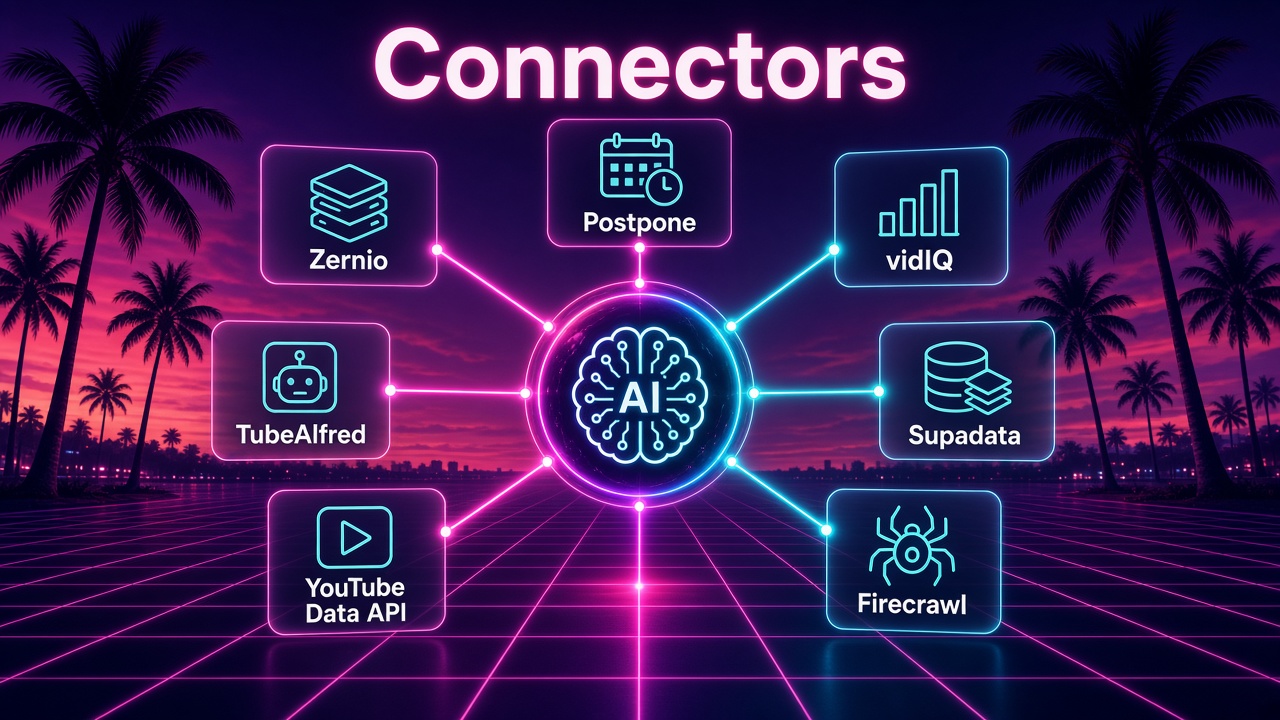 Connectors
Postpone
Zernio
vidIQ
AI
TubeAlfred
Supadata
YouTube
Data API
Firecrawl